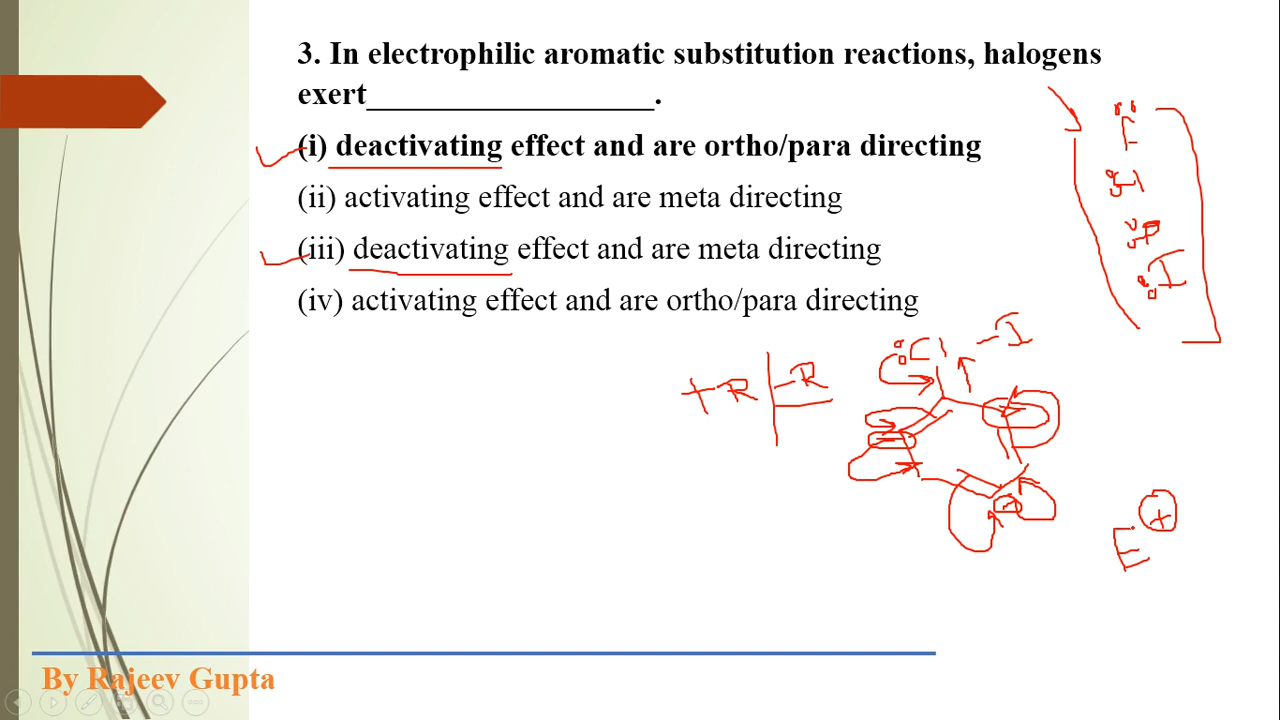 3. In electrophilic aromatic substitution reactions, halogens
exert__________________.
(i) deactivating effect and are ortho/para directing
(ii) activating effect and are meta directing
(iii) deactivating effect and are meta directing
(iv) activating effect and are ortho/para directing
F
Cl
I
Cl
-I
+R
-R
E +
By Rajeev Gupta